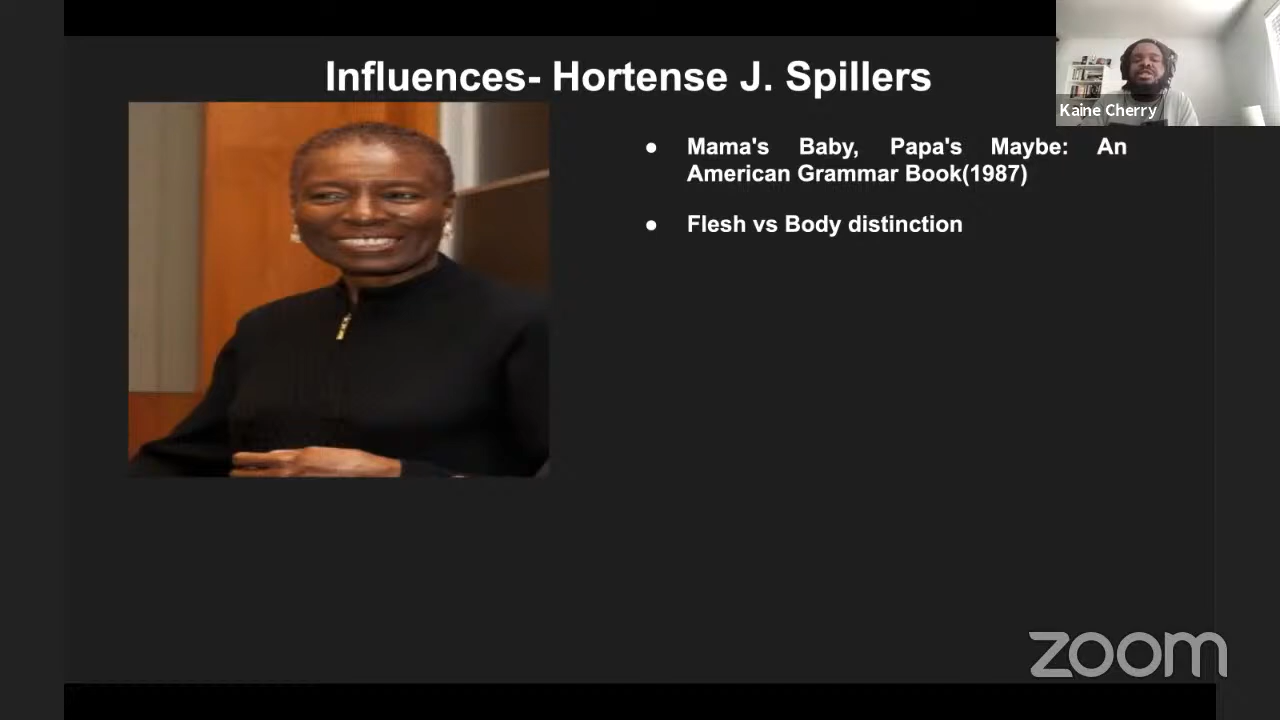 Influences- Hortense J. Spillers
Kaine Cherry
● Mama's Baby, Papa's Maybe: An
American Grammar Book(1987)
● Flesh vs Body distinction
zoom